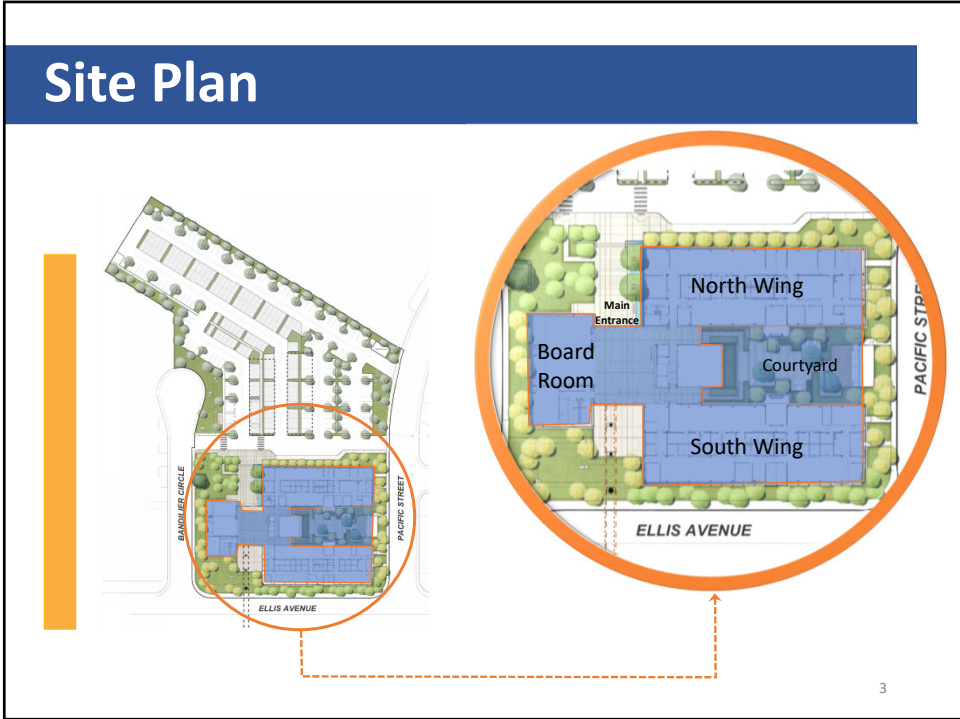 Site Plan
BANDILIER CIRCLE
PACIFIC STREET
ELLIS AVENUE
North Wing
Main
Entrance
Board
Room
Courtyard
South Wing
PACIFIC STRE
ELLIS AVENUE
3